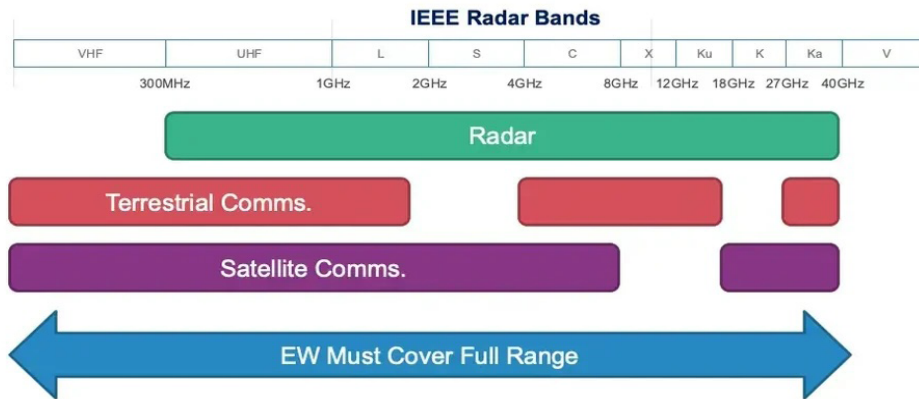 IEEE Radar Bands
VHF UHF L S C X Ku K Ka V
300MHz 1GHz 2GHz 4GHz 8GHz 12GHz 18GHz 27GHz 40GHz
Radar
Terrestrial Comms.
Satellite Comms.
EW Must Cover Full Range